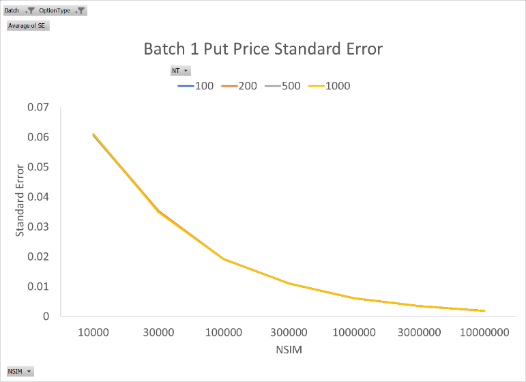 Batch OptionType
Average of SE
Batch 1 Put Price Standard Error
NT
100 200 500 1000
0.07
0.06
0.05
0.04
0.03
0.02
0.01
0
Standard Error
10000 30000 100000 300000 1000000 3000000 10000000
NSIM
NSIM